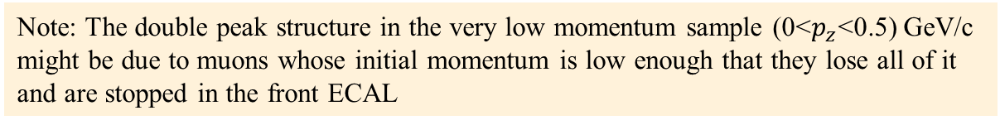 Note: The double peak structure in the very low momentum sample (0<p_z<0.5) GeV/c
might be due to muons whose initial momentum is low enough that they lose all of it
and are stopped in the front ECAL